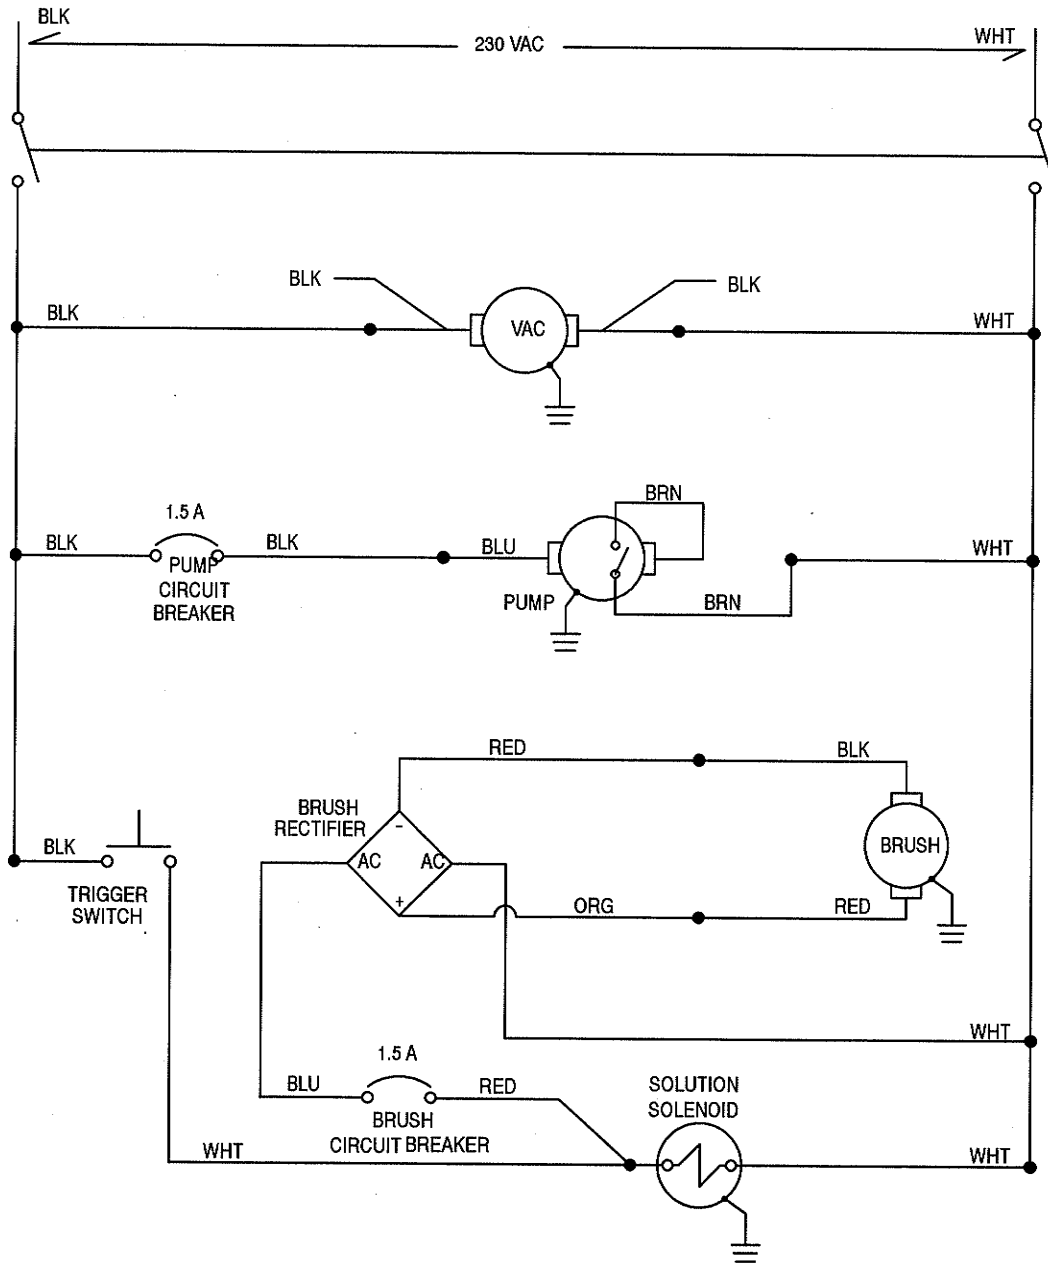 BLK
230 VAC
WHT
BLK
BLK
BLK
VAC
WHT
BRN
1.5 A
BLK
BLK
BLU
WHT
PUMP
CIRCUIT
BREAKER
PUMP
BRN
RED
BLK
BRUSH
RECTIFIER
-
BLK
AC
AC
BRUSH
TRIGGER
SWITCH
+
ORG
RED
WHT
1.5 A
BLU
RED
SOLUTION
SOLENOID
BRUSH
CIRCUIT BREAKER
WHT
WHT